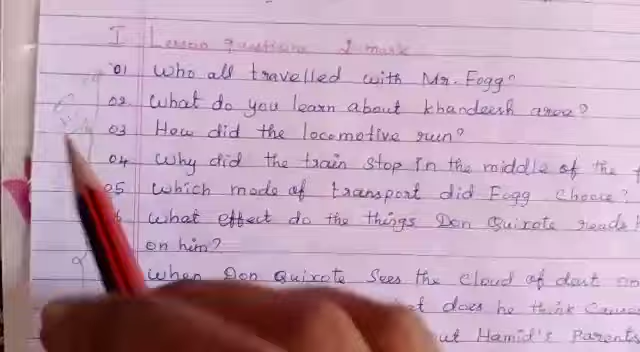 I Lesson questions 2 mark
01 Who all travelled with Mr. Fogg?
02. What do you learn about Khandeesh area?
03 How did the locomotive run?
04 Why did the train stop in the middle of the
05 Which mode of transport did Fogg choose?
What effect do the things Don Quixote reads
on him?
When Don Quixote Sees the Cloud of dust on
does he think
Hamid's Parents